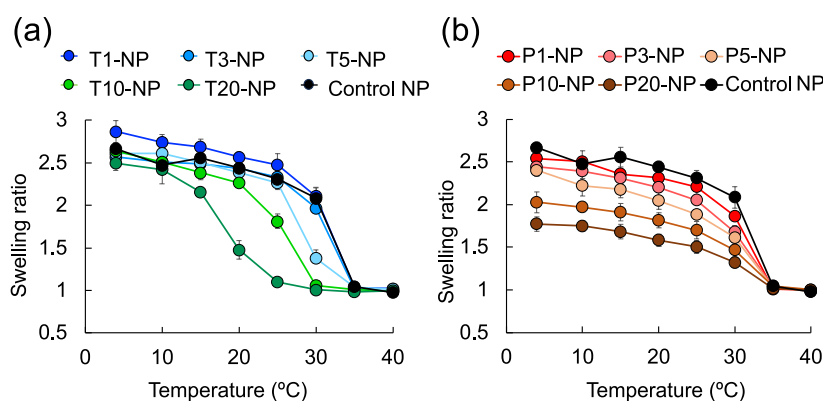 (a)
T1-NP T3-NP T5-NP
T10-NP T20-NP Control NP
Swelling ratio
3
2.5
2
1.5
1
0.5
0 10 20 30 40
Temperature (ºC)
(b)
P1-NP P3-NP P5-NP
P10-NP P20-NP Control NP
Swelling ratio
3
2.5
2
1.5
1
0.5
0 10 20 30 40
Temperature (ºC)